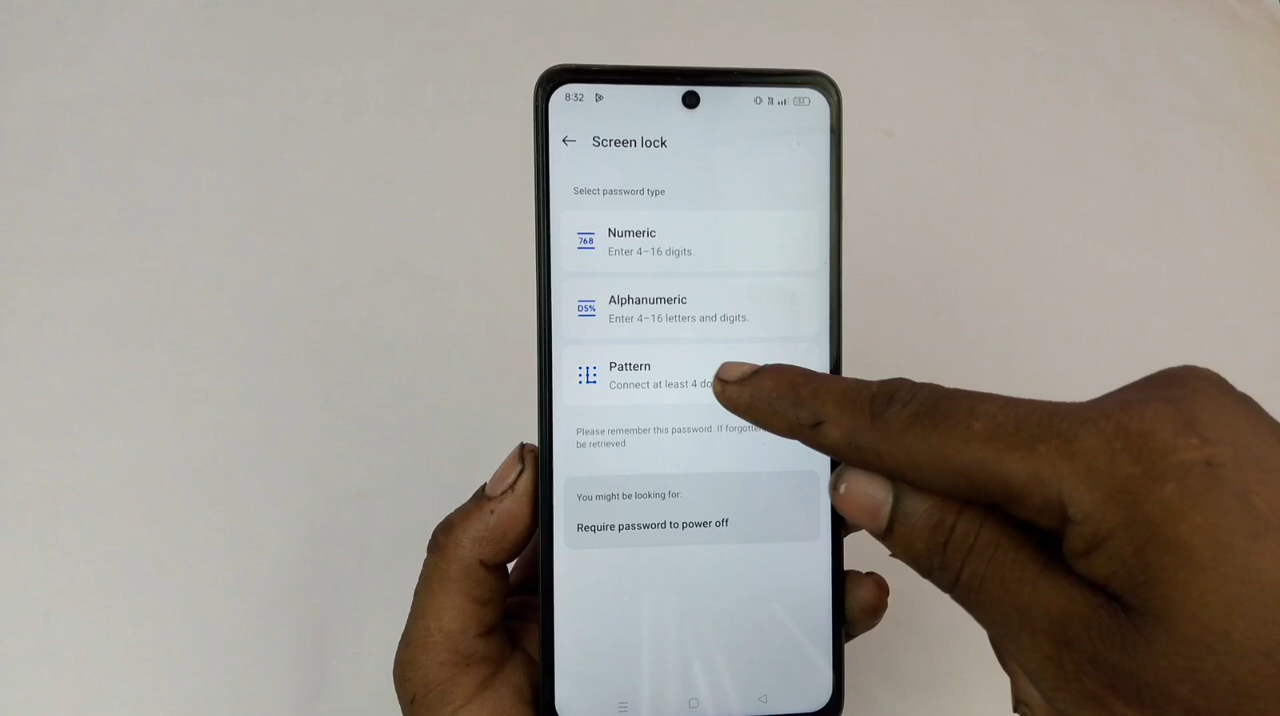 8:32
33
Screen lock
Select password type
768
Numeric
Enter 4–16 digits.
D5%
Alphanumeric
Enter 4–16 letters and digits.
Pattern
Connect at least 4
Please remember this password. If
be retrieved.
You might be looking for:
Require password to power off